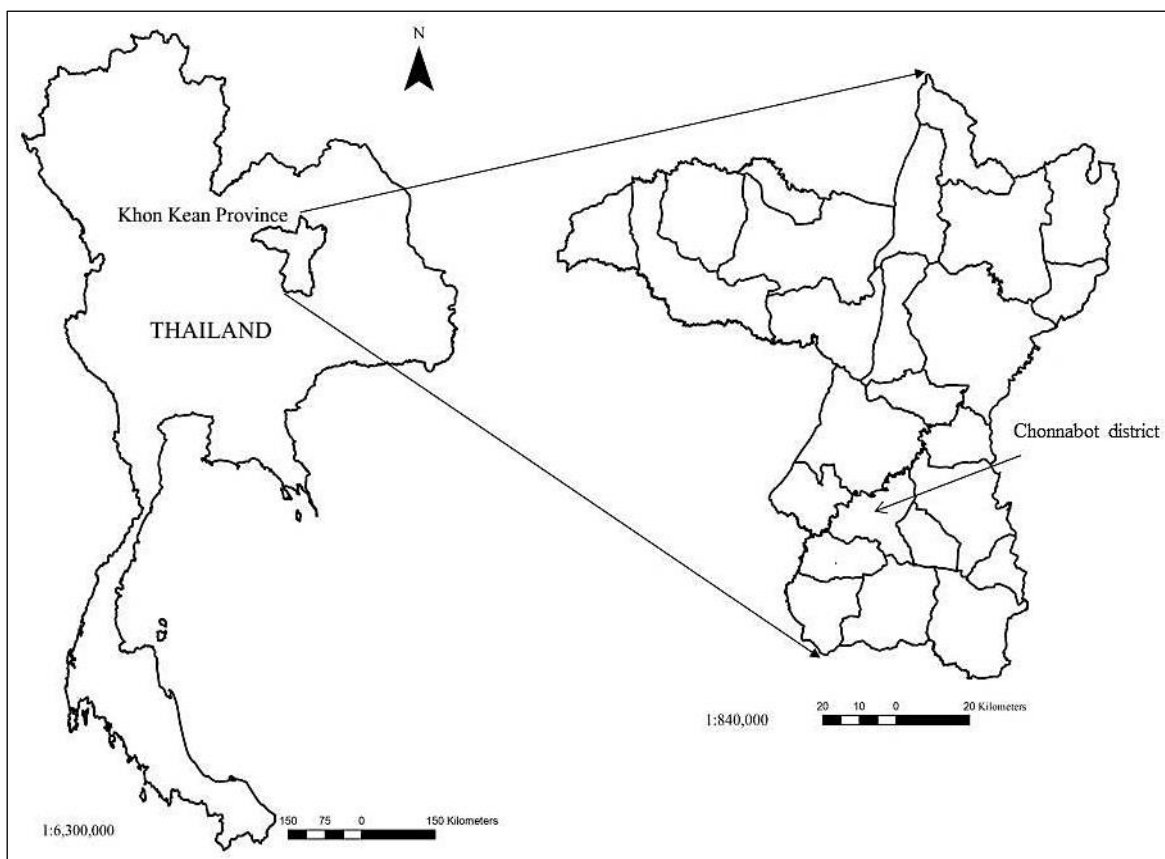 N
Khon Kean Province
THAILAND
Chonnabot district
1:840,000
20 10 0 20 Kilometers
1:6,300,000
150 75 0 150 Kilometers